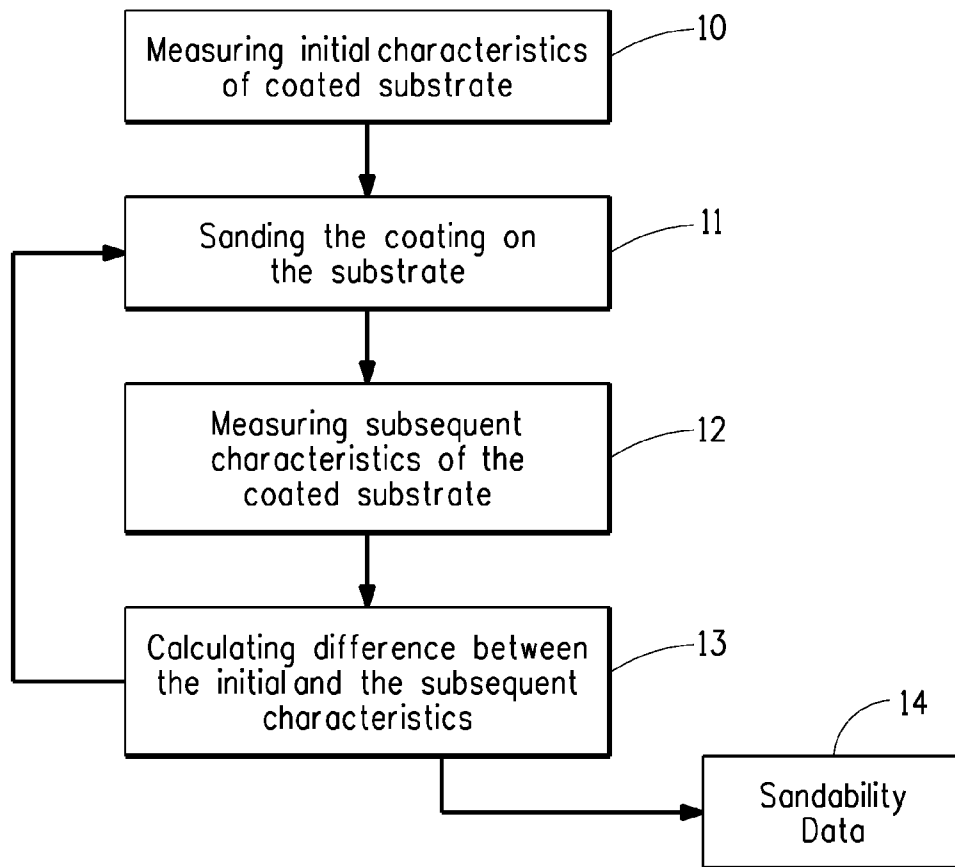 Measuring initial characteristics
of coated substrate
10
Sanding the coating on
the substrate
11
Measuring subsequent
characteristics of the
coated substrate
12
Calculating difference between
the initial and the subsequent
characteristics
13
14
Sandability
Data